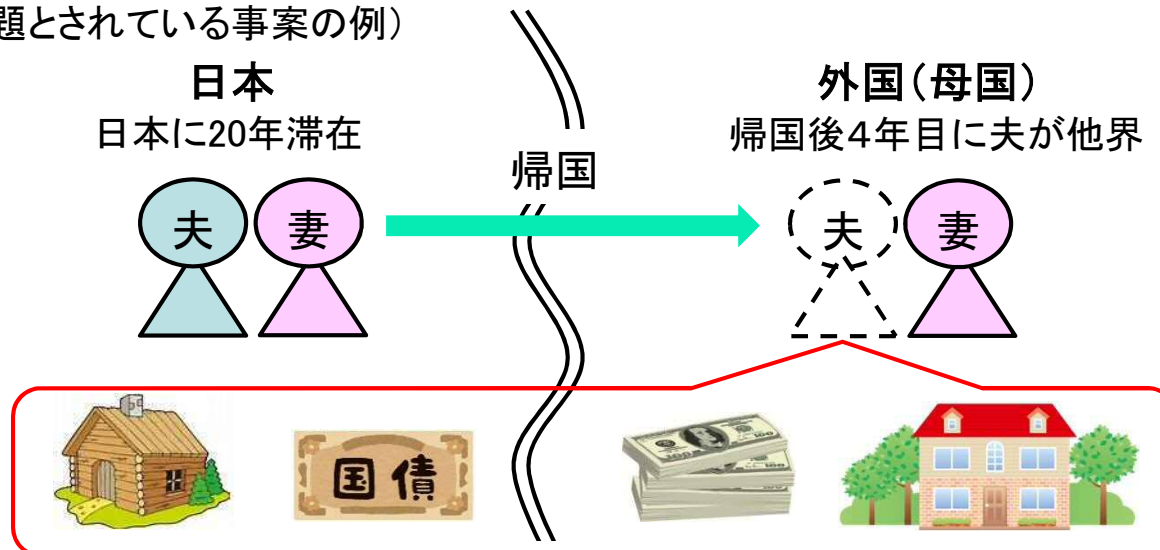 題とされている事案の例）
日本
日本に20年滞在
外国（母国）
帰国後４年目に夫が他界
帰国
夫
妻
夫
妻
国債
100
100